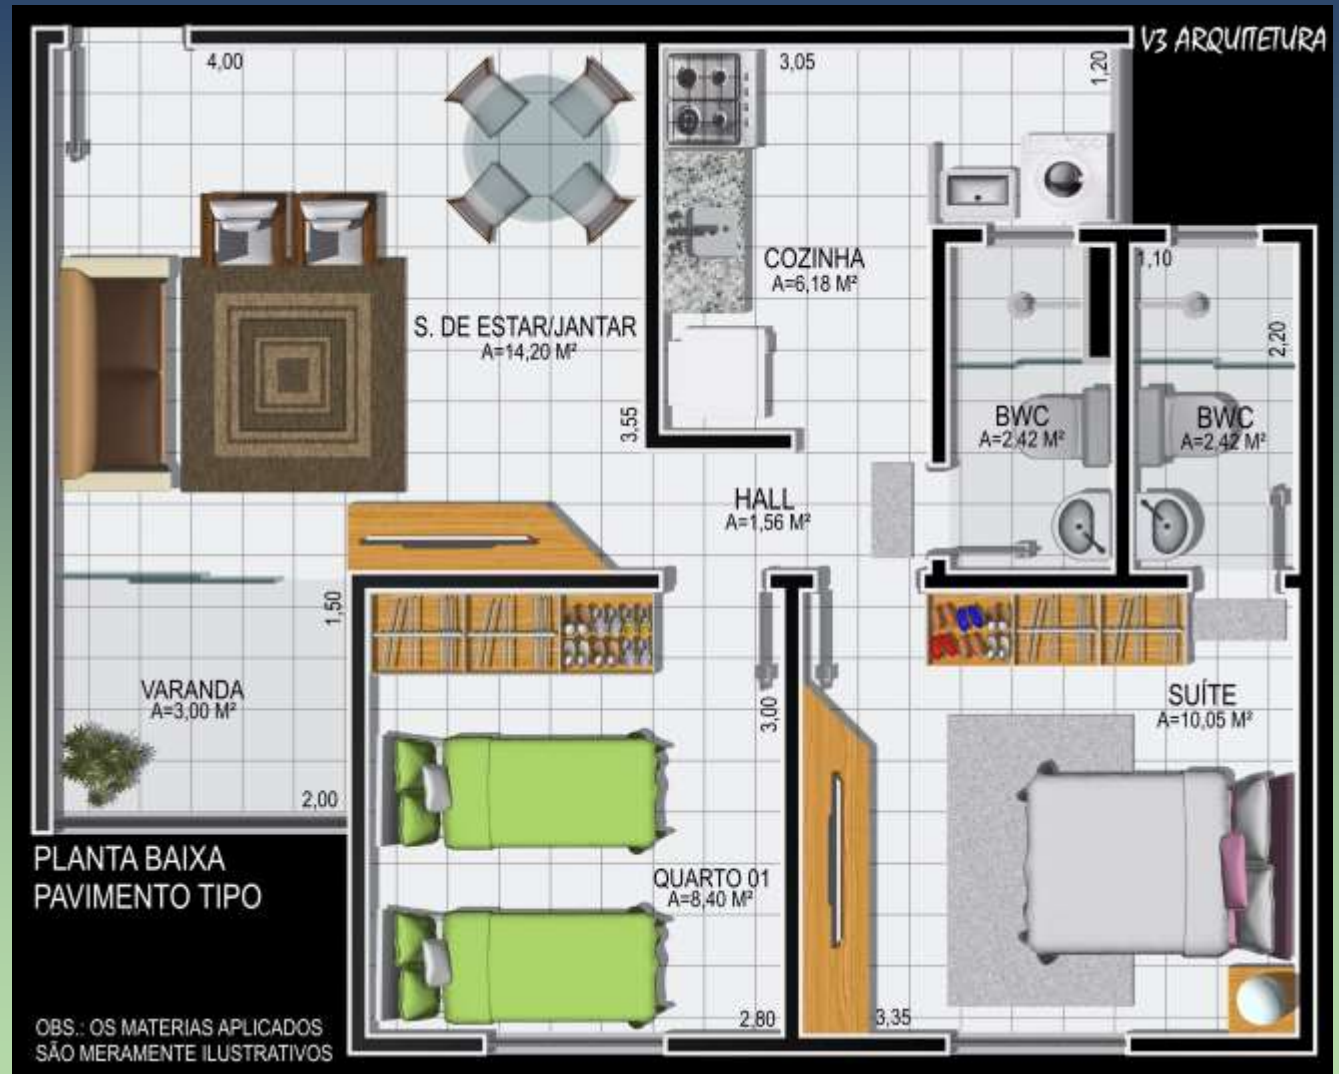 V3 ARQUITETURA
4,00
3,05
1,20
COZINHA
A=6,18 M²
1,10
S. DE ESTAR/JANTAR
A=14,20 M²
2,20
3,55
BWC
A=2,42 M²
BWC
A=2,42 M²
HALL
A=1,56 M²
1,50
VARANDA
A=3,00 M²
3,00
SUÍTE
A=10,05 M²
2,00
PLANTA BAIXA
PAVIMENTO TIPO
QUARTO 01
A=8,40 M²
2,80
3,35
OBS.: OS MATERIAS APLICADOS
SÃO MERAMENTE ILUSTRATIVOS